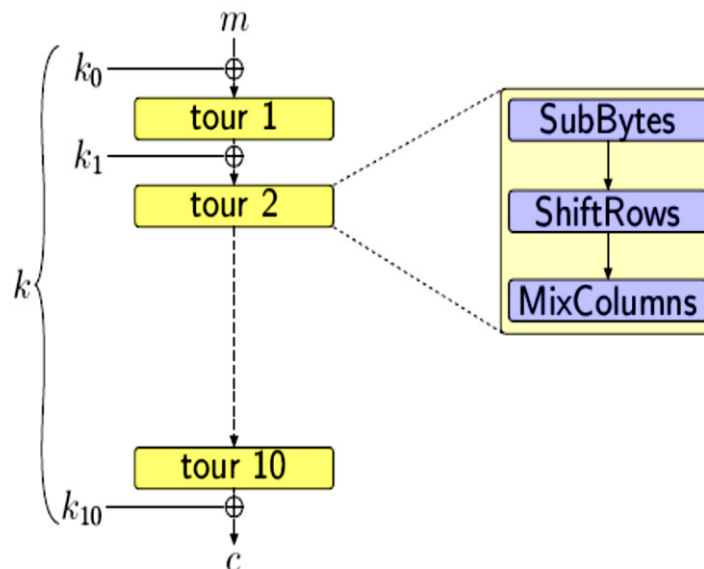 m
k₀
tour 1
k₁
tour 2
k
tour 10
k₁₀
c
SubBytes
ShiftRows
MixColumns